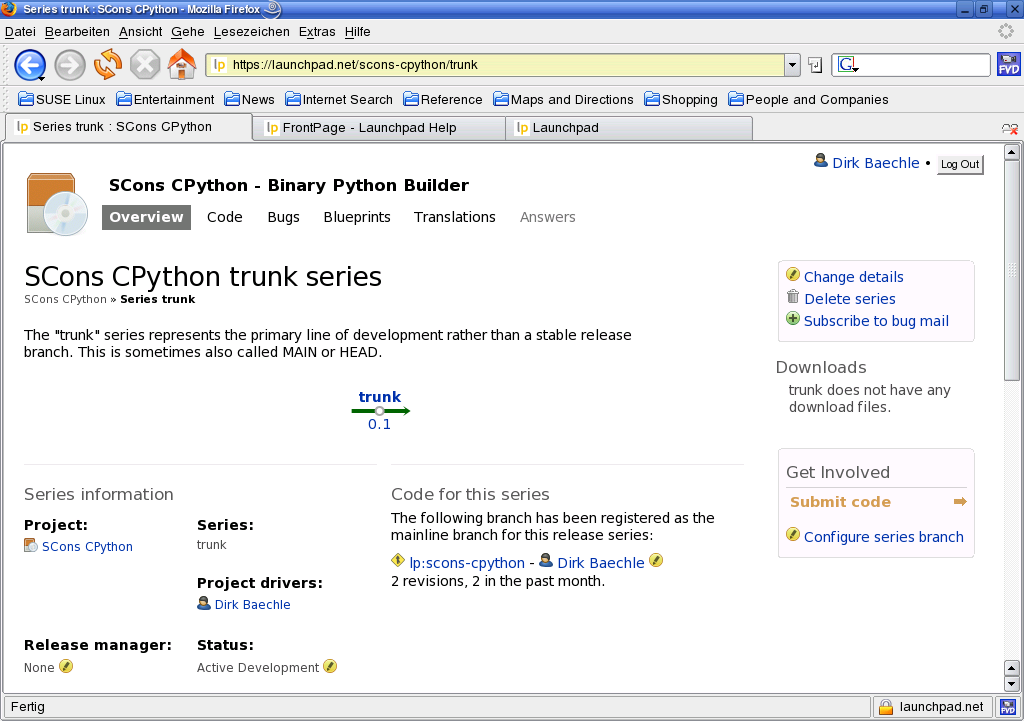 Series trunk : SCons CPython - Mozilla Firefox
Datei Bearbeiten Ansicht Gehe Lesezeichen Extras Hilfe
lp https://launchpad.net/scons-cpython/trunk G FVD
SUSE Linux Entertainment News Internet Search Reference Maps and Directions Shopping People and Companies
lp Series trunk : SCons CPython lp FrontPage - Launchpad Help lp Launchpad
Dirk Baechle • Log Out
SCons CPython - Binary Python Builder
Overview Code Bugs Blueprints Translations Answers
SCons CPython trunk series
SCons CPython » Series trunk
The "trunk" series represents the primary line of development rather than a stable release
branch. This is sometimes also called MAIN or HEAD.
trunk
0.1
Change details
Delete series
Subscribe to bug mail
Downloads
trunk does not have any
download files.
Get Involved
Submit code
Configure series branch
Series information
Project:
SCons CPython
Series:
trunk
Project drivers:
Dirk Baechle
Release manager:
None
Status:
Active Development
Code for this series
The following branch has been registered as the
mainline branch for this release series:
lp:scons-cpython - Dirk Baechle
2 revisions, 2 in the past month.
Fertig launchpad.net FVD